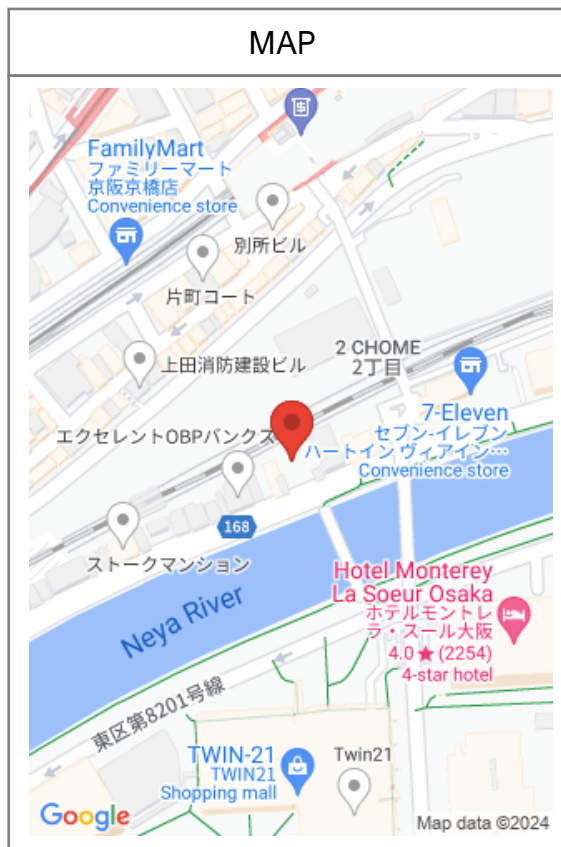 MAP
FamilyMart
ファミリーマート
京阪京橋店
Convenience store
別所ビル
片町コート
上田消防建設ビル
2 CHOME
2丁目
7-Eleven
セブン-イレブン
ハートイン ヴィアイン…
Convenience store
エクセレントOBPバンクス
168
ストークマンション
Neya River
Hotel Monterey
La Soeur Osaka
ホテルモントレ
ラ・スール大阪
4.0★(2254)
4-star hotel
東区第8201号線
TWIN-21
TWIN21
Shopping mall
Twin21
Google
Map data ©2024